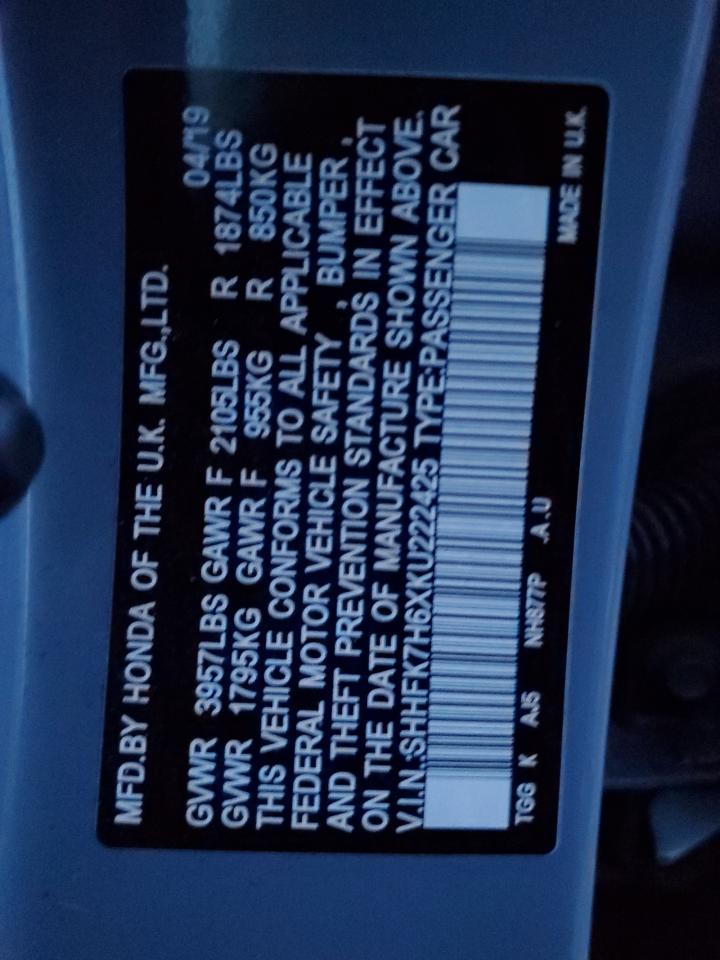 MFD.BY HONDA OF THE U.K. MFG.,LTD.
04/19
GVWR 3957LBS GAWR F 2105LBS R 1874LBS
GVWR 1795KG GAWR F 955KG R 850KG
THIS VEHICLE CONFORMS TO ALL APPLICABLE
FEDERAL MOTOR VEHICLE SAFETY , BUMPER ,
AND THEFT PREVENTION STANDARDS IN EFFECT
ON THE DATE OF MANUFACTURE SHOWN ABOVE.
V.I.N.:SHHFK7H6XKU222425 TYPE:PASSENGER CAR
TGG K AJ5 NH877P .A.U
MADE IN U.K.